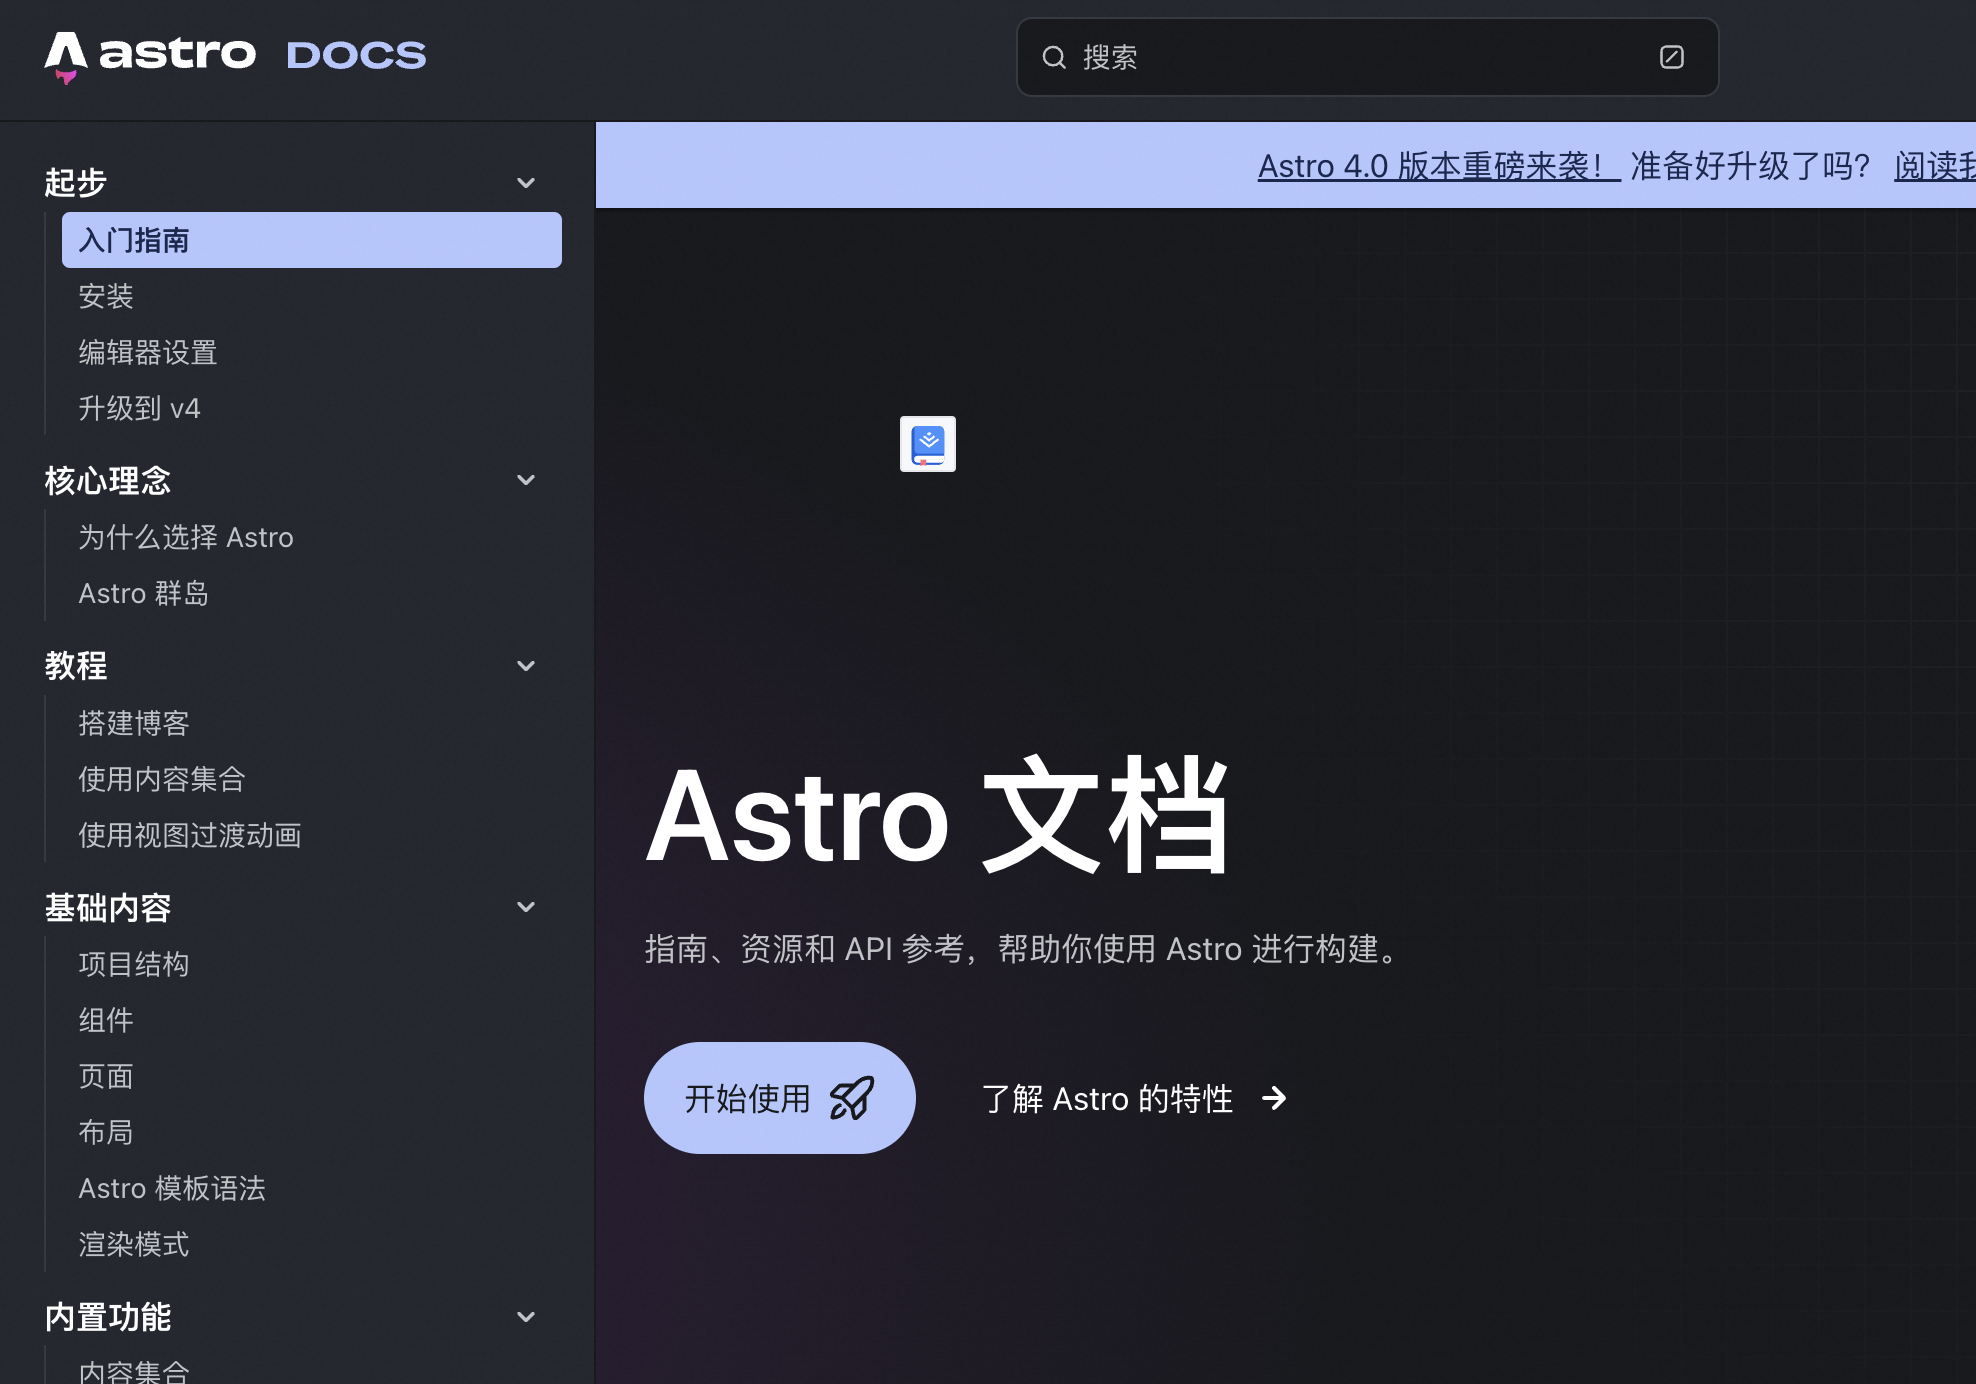 astro DOCS
搜索
起步
入门指南
安装
编辑器设置
升级到 v4
核心理念
为什么选择 Astro
Astro 群岛
教程
搭建博客
使用内容集合
使用视图过渡动画
基础内容
项目结构
组件
页面
布局
Astro 模板语法
渲染模式
内置功能
内容集合
Astro 4.0 版本重磅来袭！ 准备好升级了吗？ 阅读我
Astro 文档
指南、资源和 API 参考，帮助你使用 Astro 进行构建。
开始使用
了解 Astro 的特性